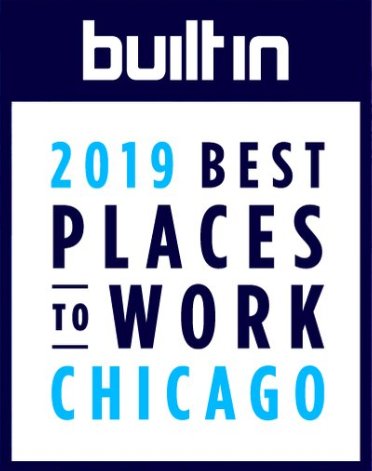 builtin
2019 BEST
PLACES
TO WORK
CHICAGO